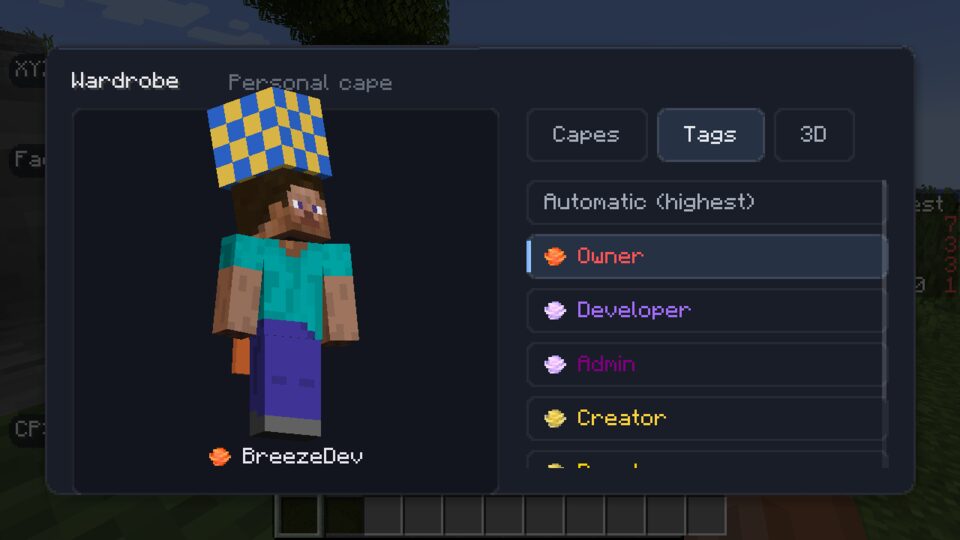 Wardrobe Personal cape
Capes Tags 3D
Automatic (highest)
Owner
Developer
Admin
Creator
BreezeDev